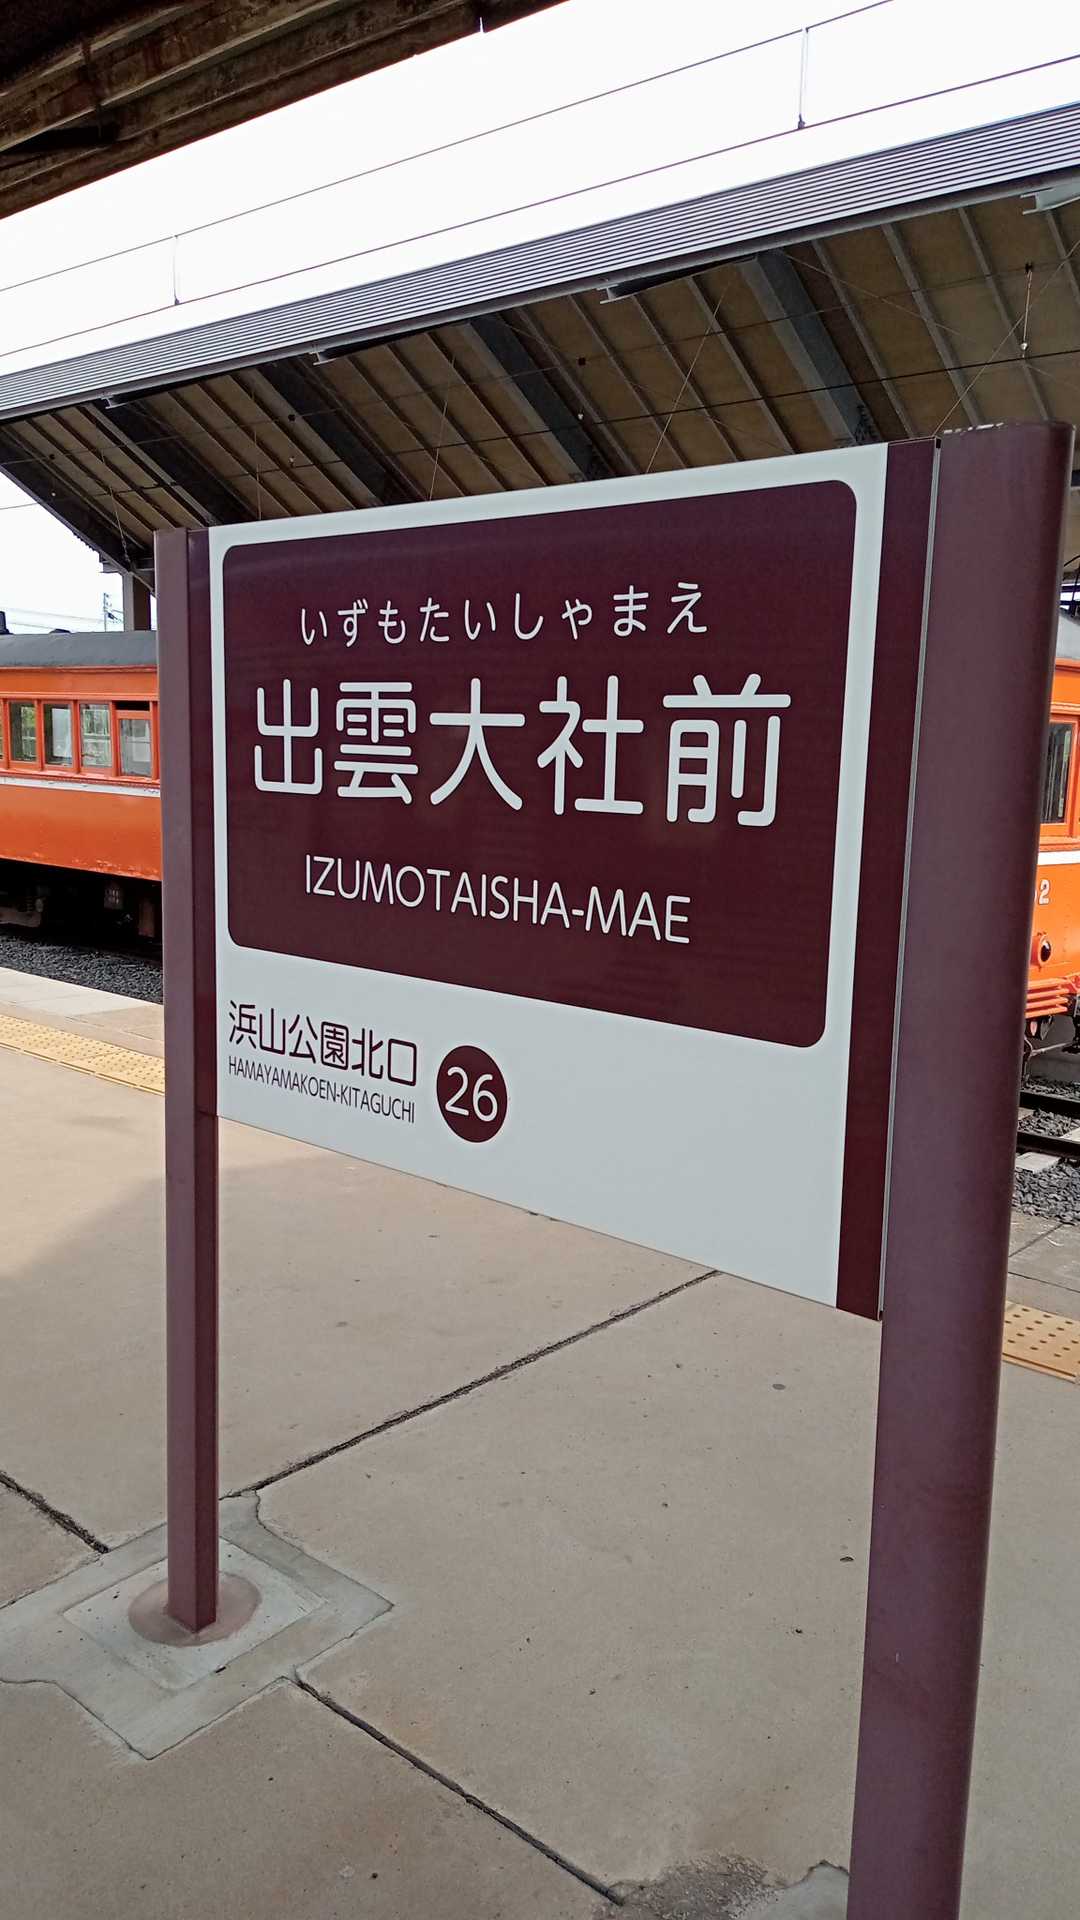 いずもたいしゃまえ
出雲大社前
IZUMOTAISHA-MAE
浜山公園北口
HAMAYAMAKOEN-KITAGUCHI
26